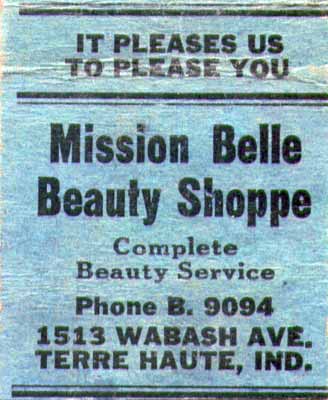 IT PLEASES US
TO PLEASE YOU
Mission Belle
Beauty Shoppe
Complete
Beauty Service
Phone B. 9094
1513 WABASH AVE.
TERRE HAUTE, IND.